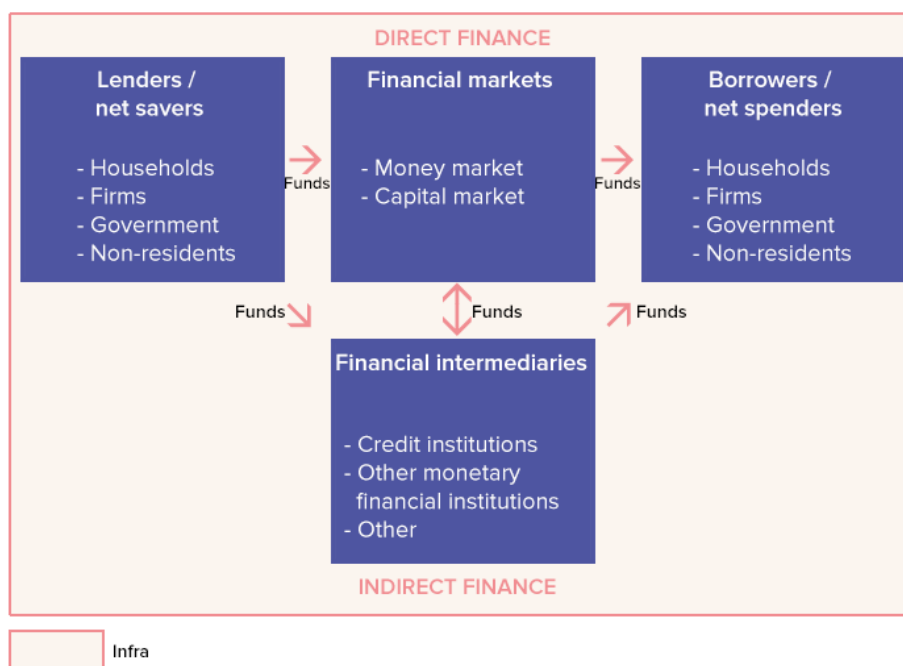 DIRECT FINANCE
Lenders /
net savers
- Households
- Firms
- Government
- Non-residents
Funds
Financial markets
- Money market
- Capital market
Funds
Borrowers /
net spenders
- Households
- Firms
- Government
- Non-residents
Funds
Funds
Funds
Financial intermediaries
- Credit institutions
- Other monetary
financial institutions
- Other
INDIRECT FINANCE
Infra